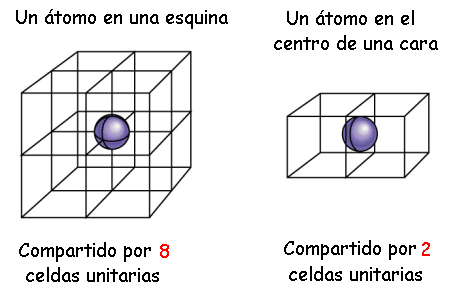 Un átomo en una esquina
Compartido por 8
celdas unitarias
Un átomo en el
centro de una cara
Compartido por 2
celdas unitarias